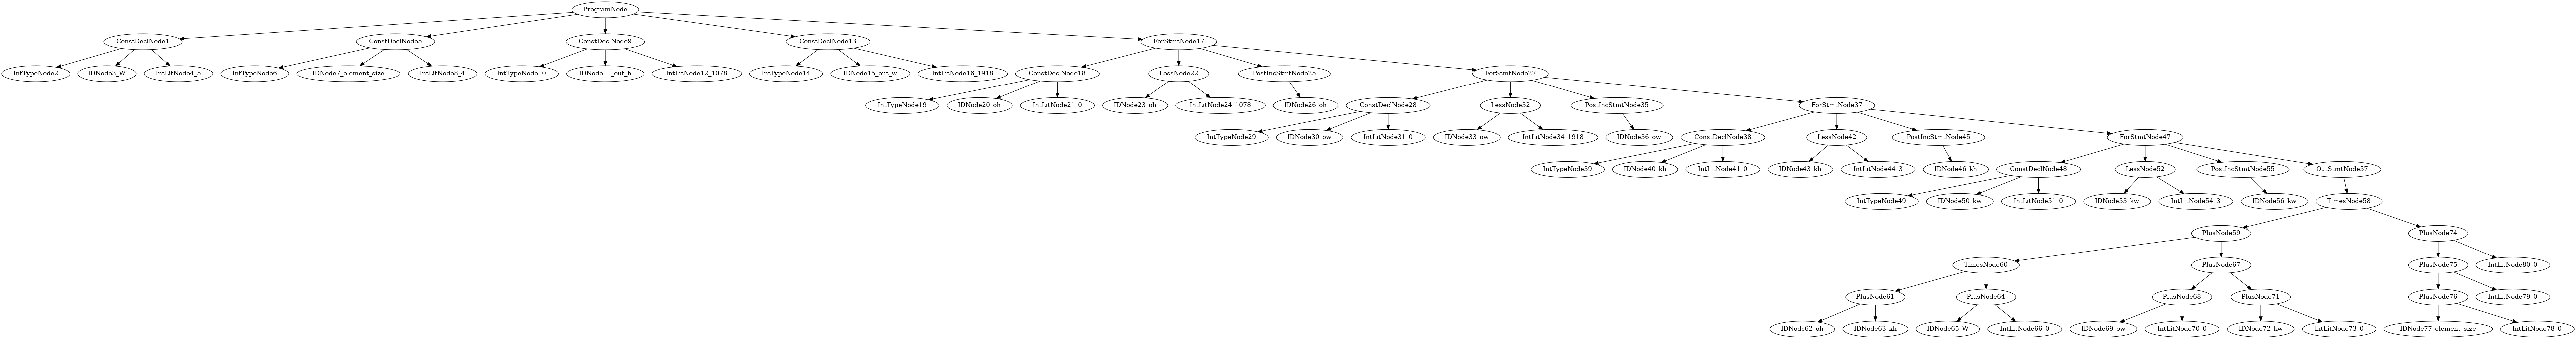 ProgramNode
ConstDeclNode1 ConstDeclNode5 ConstDeclNode9 ConstDeclNode13 ForStmtNode17
IntTypeNode2 IDNode3_W IntLitNode4_5 IntTypeNode6 IDNode7_element_size IntLitNode8_4 IntTypeNode10 IDNode11_out_h IntLitNode12_1078 IntTypeNode14 IDNode15_out_w IntLitNode16_1918 ConstDeclNode18 LessNode22 PostIncStmtNode25 ForStmtNode27
IntTypeNode19 IDNode20_oh IntLitNode21_0 IDNode23_oh IntLitNode24_1078 IDNode26_oh ConstDeclNode28 LessNode32 PostIncStmtNode35 ForStmtNode37
IntTypeNode29 IDNode30_ow IntLitNode31_0 IDNode33_ow IntLitNode34_1918 IDNode36_ow ConstDeclNode38 LessNode42 PostIncStmtNode45 ForStmtNode47
IntTypeNode39 IDNode40_kh IntLitNode41_0 IDNode43_kh IntLitNode44_3 IDNode46_kh ConstDeclNode48 LessNode52 PostIncStmtNode55 OutStmtNode57
IntTypeNode49 IDNode50_kw IntLitNode51_0 IDNode53_kw IntLitNode54_3 IDNode56_kw TimesNode58
PlusNode59 PlusNode74
TimesNode60 PlusNode67 PlusNode75 IntLitNode80_0
PlusNode61 PlusNode64 PlusNode68 PlusNode71 PlusNode76 IntLitNode79_0
IDNode62_oh IDNode63_kh IDNode65_W IntLitNode66_0 IDNode69_ow IntLitNode70_0 IDNode72_kw IntLitNode73_0 IDNode77_element_size IntLitNode78_0